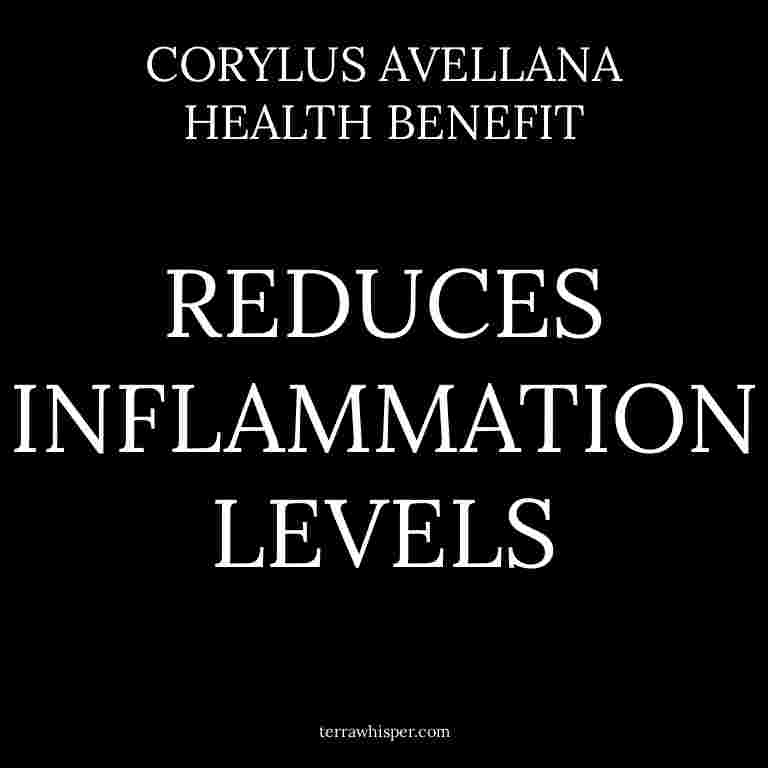 CORYLUS AVELLANA
HEALTH BENEFIT
REDUCES
INFLAMMATION
LEVELS
terrawhisper.com